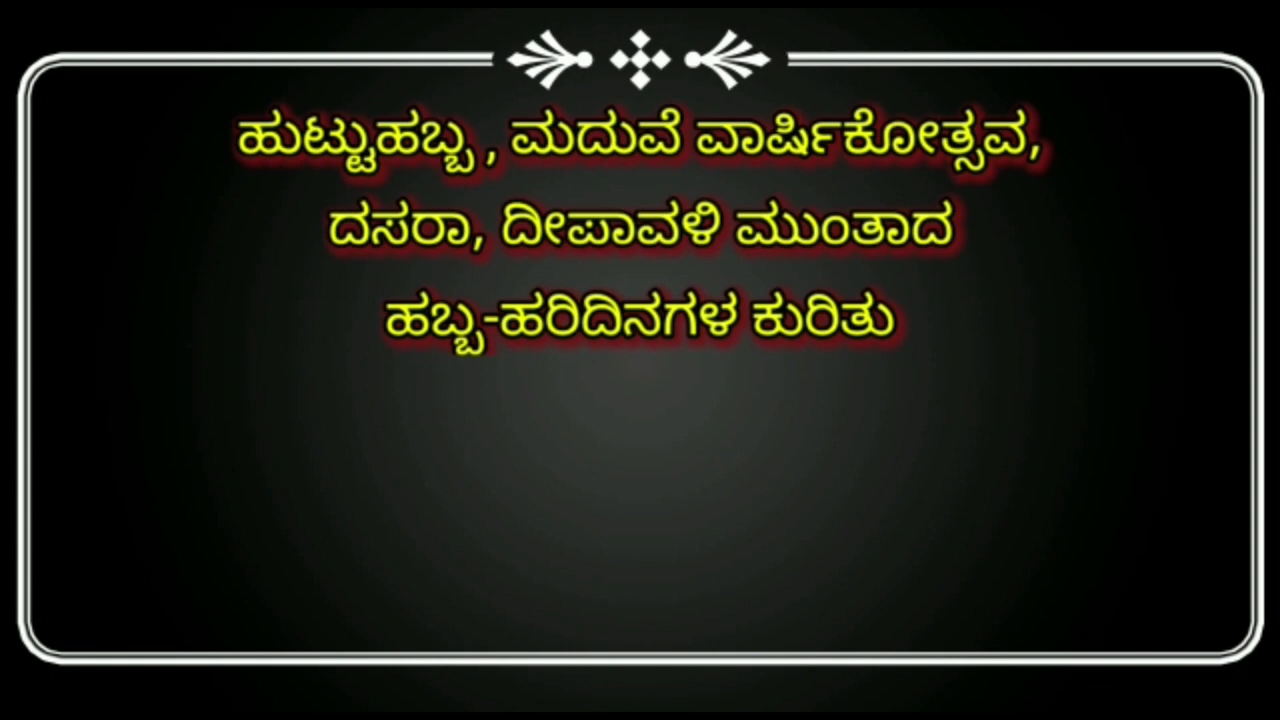 ಹುಟ್ಟುಹಬ್ಬ , ಮದುವೆ ವಾರ್ಷಿಕೋತ್ಸವ,
ದಸರಾ, ದೀಪಾವಳಿ ಮುಂತಾದ
ಹಬ್ಬ-ಹರಿದಿನಗಳ ಕುರಿತು